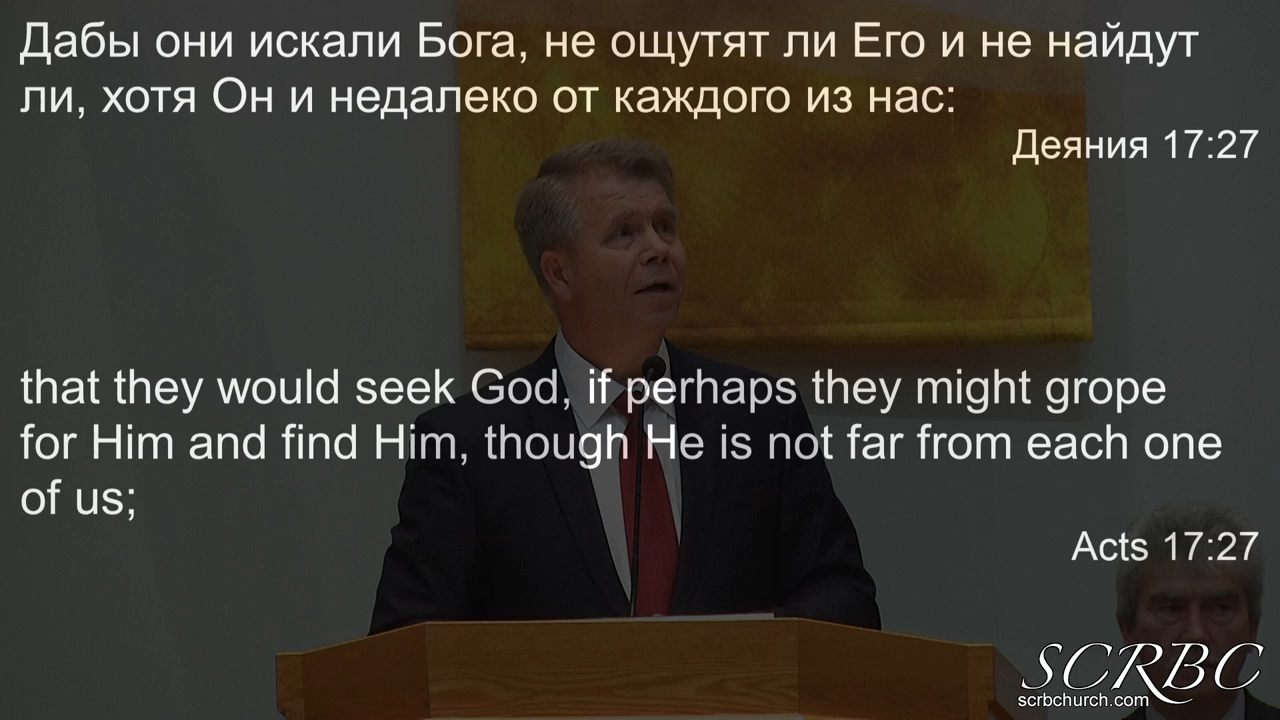 Дабы они искали Бога, не ощутят ли Его и не найдут
ли, хотя Он и недалеко от каждого из нас:
Деяния 17:27
that they would seek God, if perhaps they might grope
for Him and find Him, though He is not far from each one
of us;
Acts 17:27
SCRBC
scrbchurch.com